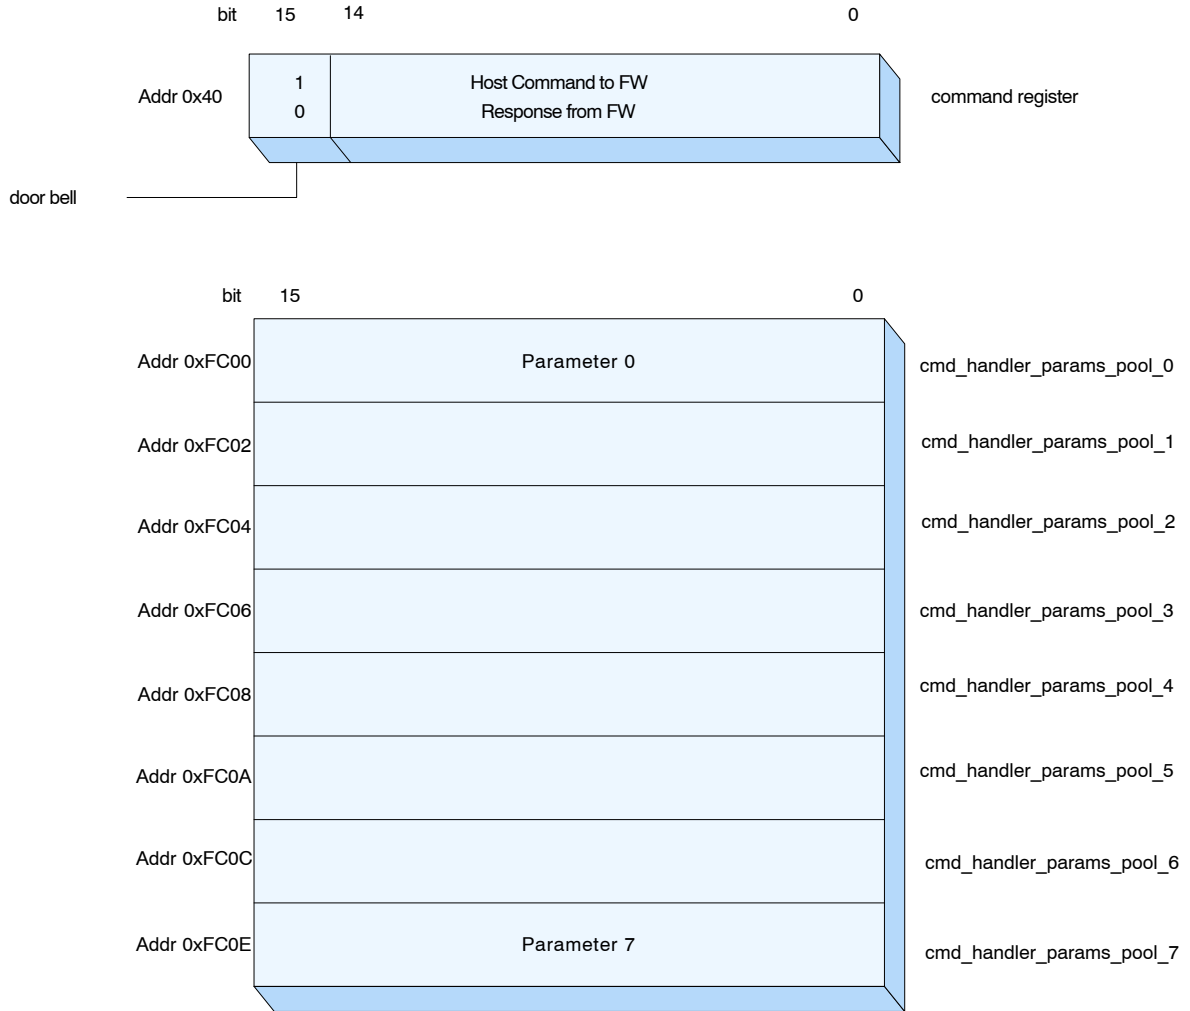 bit 15 14 0
Addr 0x40 1 Host Command to FW command register
0 Response from FW
door bell
bit 15 0
Addr 0xFC00 Parameter 0 cmd_handler_params_pool_0
Addr 0xFC02 cmd_handler_params_pool_1
Addr 0xFC04 cmd_handler_params_pool_2
Addr 0xFC06 cmd_handler_params_pool_3
Addr 0xFC08 cmd_handler_params_pool_4
Addr 0xFC0A cmd_handler_params_pool_5
Addr 0xFC0C cmd_handler_params_pool_6
Addr 0xFC0E Parameter 7 cmd_handler_params_pool_7